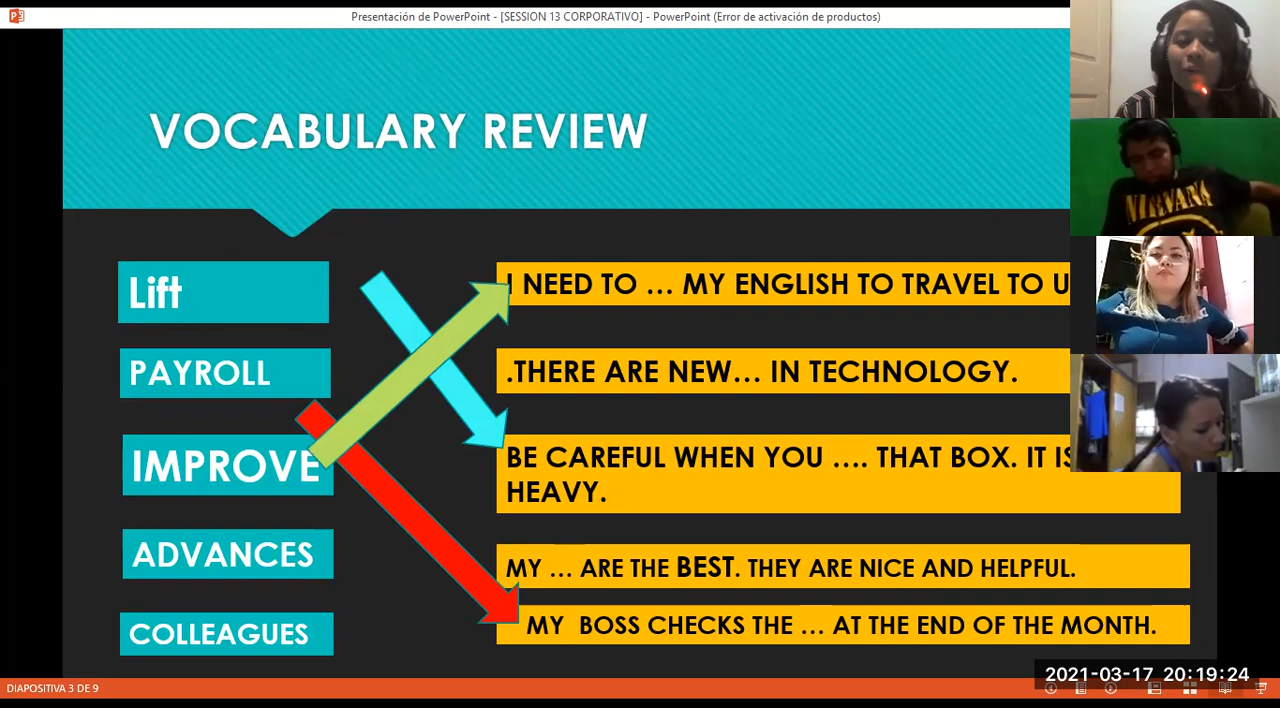 Presentación de PowerPoint - [SESSION 13 CORPORATIVO] - PowerPoint (Error de activación de productos)
VOCABULARY REVIEW
Lift
I NEED TO ... MY ENGLISH TO TRAVEL TO U
PAYROLL
.THERE ARE NEW... IN TECHNOLOGY.
IMPROVE
BE CAREFUL WHEN YOU .... THAT BOX. IT IS
HEAVY.
ADVANCES
MY ... ARE THE BEST. THEY ARE NICE AND HELPFUL.
COLLEAGUES
MY BOSS CHECKS THE ... AT THE END OF THE MONTH.
NIRVANA
2021-03-17 20:19:24
DIAPOSITIVA 3 DE 9